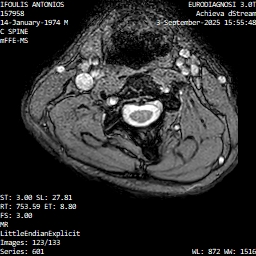 IFOULIS ANTONIOS
157958
14-January-1974 M
C SPINE
mFFE-MS
EURODIAGNOSI 3.0T
Achieva dStream
3-September-2025 15:55:48
ST: 3.00 SL: 27.81
RT: 753.59 ET: 8.80
FS: 3.00
MR
LittleEndianExplicit
Images: 123/133
Series: 601
WL: 872 WW: 1516